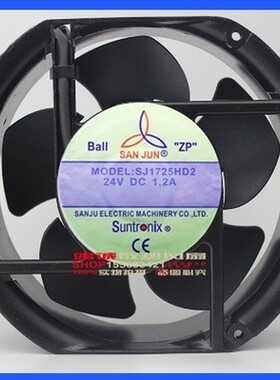 Ball
SAN JUN
"ZP"
MODEL:SJ1725HD2
24V DC 1.2A
SANJU ELECTRIC MACHINERY CO.,LTD.
Suntronix®
CE